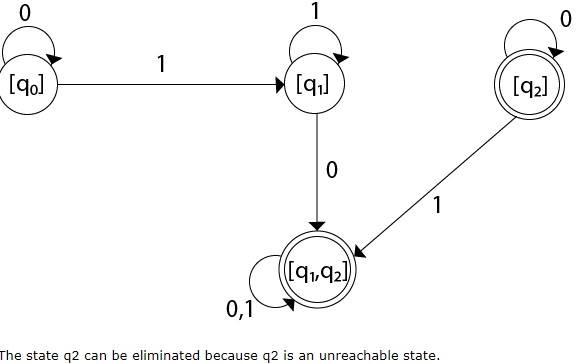 0
1
0
1
[q₀]
[q₁]
[q₂]
1
0
1
[q₁,q₂]
0,1
The state q2 can be eliminated because q2 is an unreachable state.